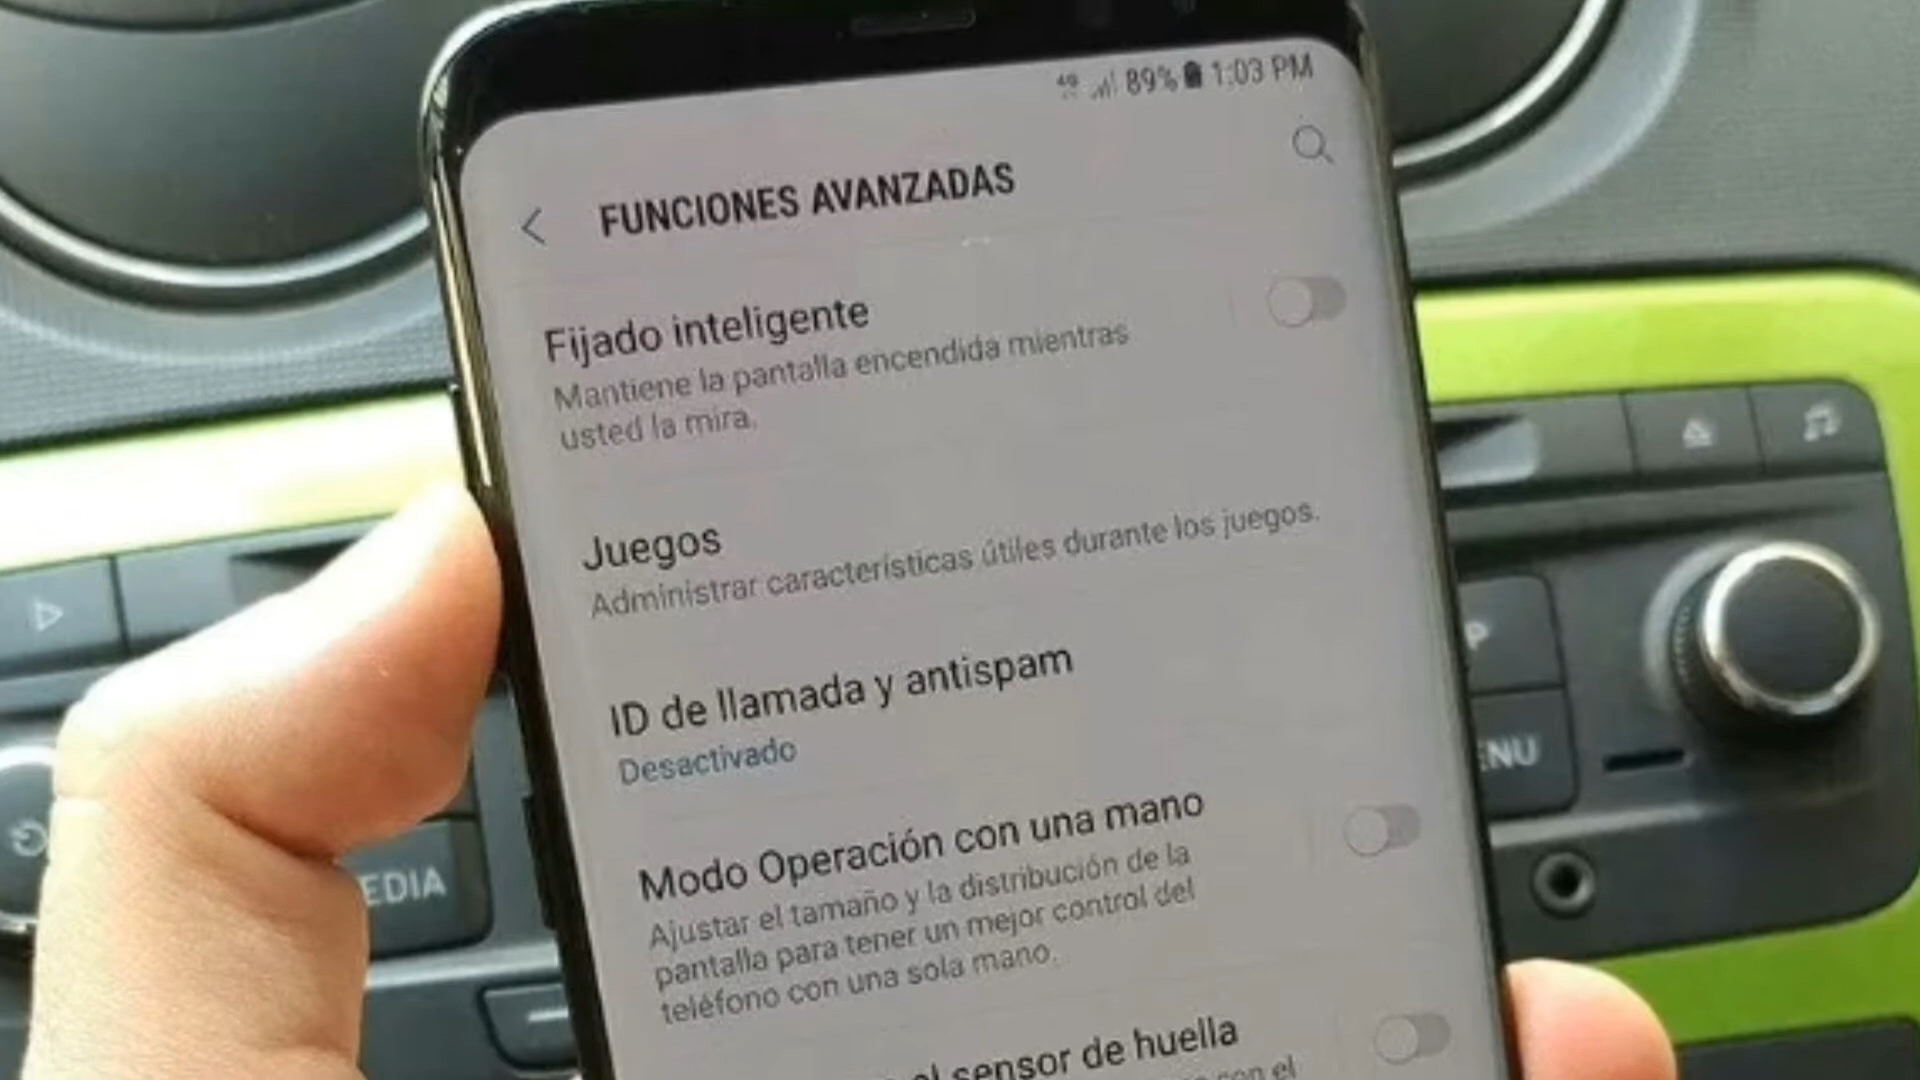 4G 89% 1:03 PM
FUNCIONES AVANZADAS
Fijado inteligente
Mantiene la pantalla encendida mientras
usted la mira.
Juegos
Administrar características útiles durante los juegos.
ID de llamada y antispam
Desactivado
Modo Operación con una mano
Ajustar el tamaño y la distribución de la
pantalla para tener un mejor control del
teléfono con una sola mano.
el sensor de huella
con el
EDIA
P
ENU